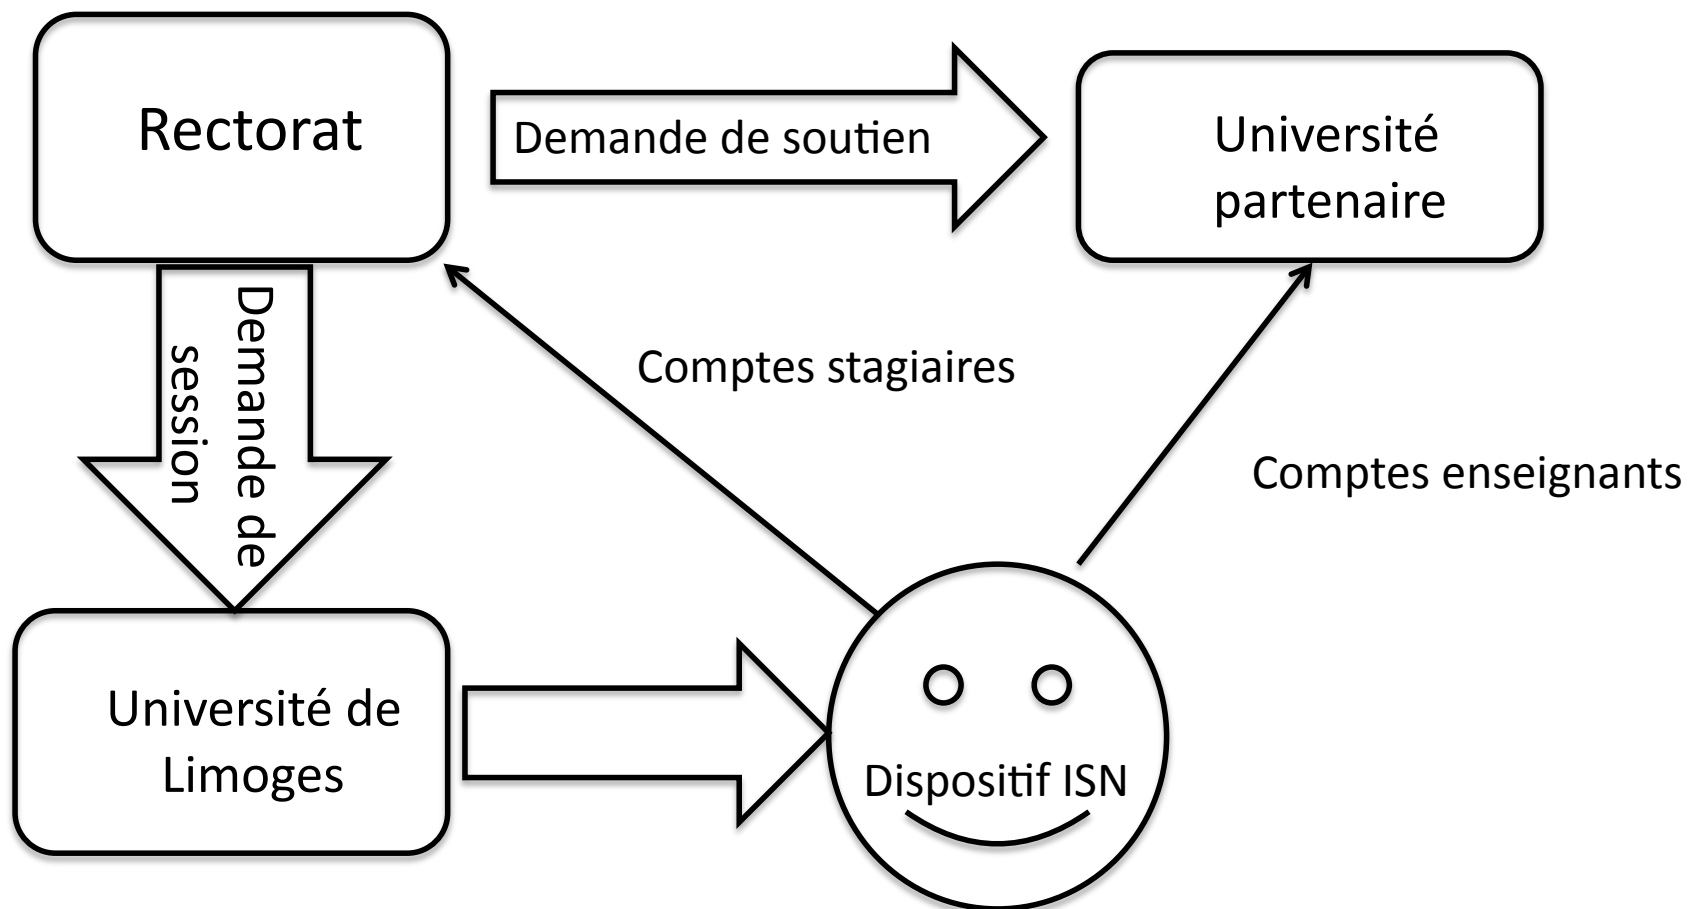 Rectorat
Demande de soutien
Université
partenaire
Demande de
session
Comptes stagiaires
Comptes enseignants
Université de
Limoges
Dispositif ISN